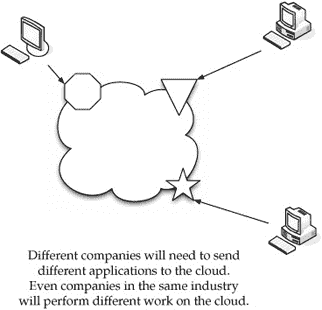 Different companies will need to send
different applications to the cloud.
Even companies in the same industry
will perform different work on the cloud.